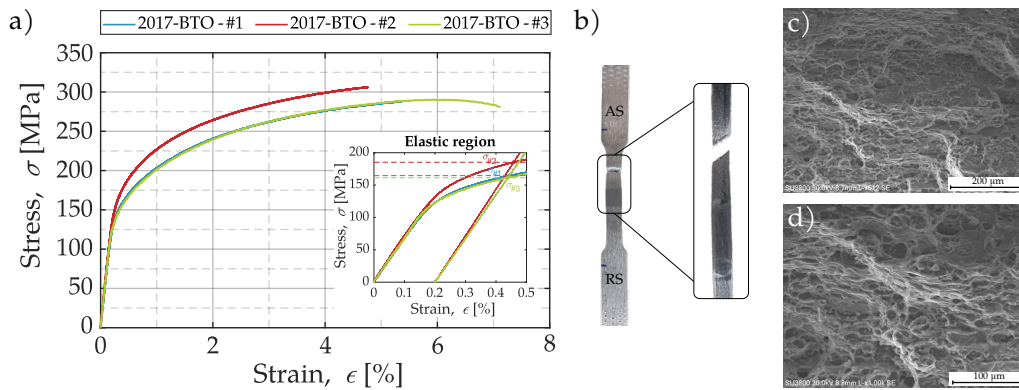 a)
2017-BTO - #1
2017-BTO - #2
2017-BTO - #3
350
300
250
200
150
100
50
0
Stress, σ [MPa]
0
2
4
6
8
Strain, ϵ [%]
Elastic region
200
150
100
50
0
Stress, σ [MPa]
σ#2
σ#1
σ#3
0
0.1
0.2
0.3
0.4
0.5
Strain, ϵ [%]
b)
AS
RS
c)
200 µm
d)
100 µm